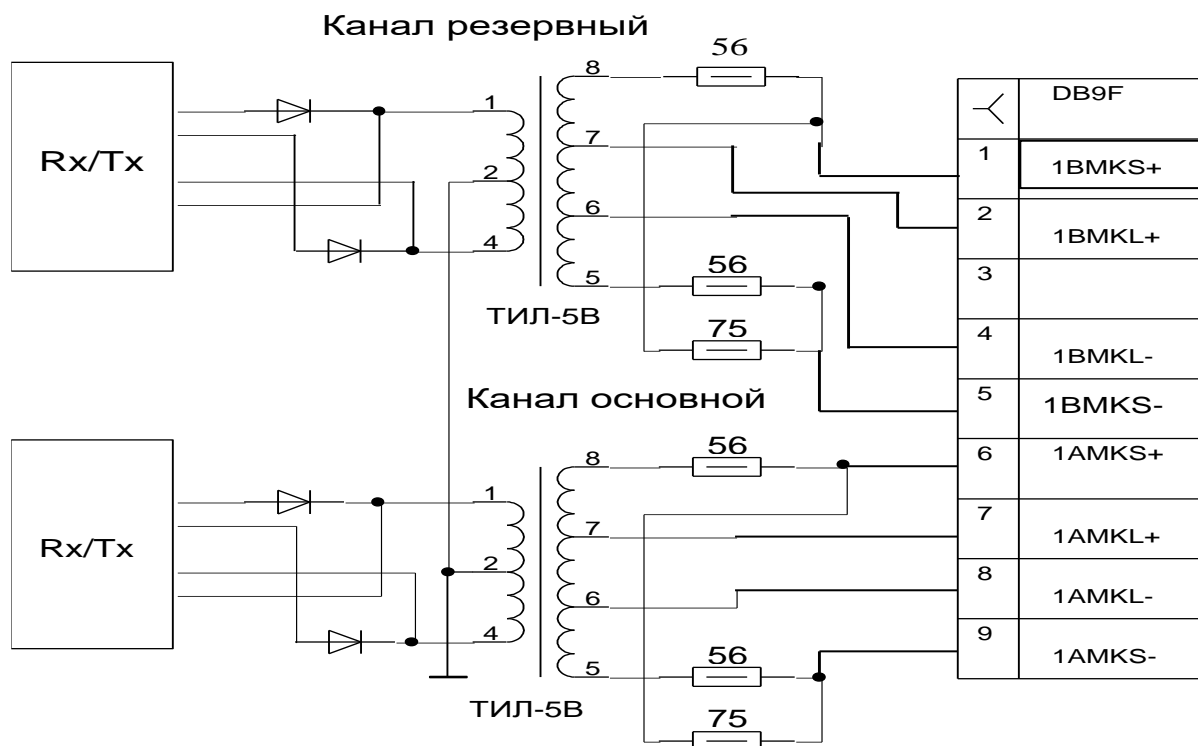 Канал резервный
56
8
DB9F
1
7
1
1BMKS+
Rx/Tx
2
6
2
1BMKL+
4
5
56
3
ТИЛ-5В
75
4
1BMKL-
Канал основной
5
1BMKS-
56
8
6
1AMKS+
1
7
7
1AMKL+
Rx/Tx
2
6
8
1AMKL-
4
5
56
9
1AMKS-
ТИЛ-5В
75